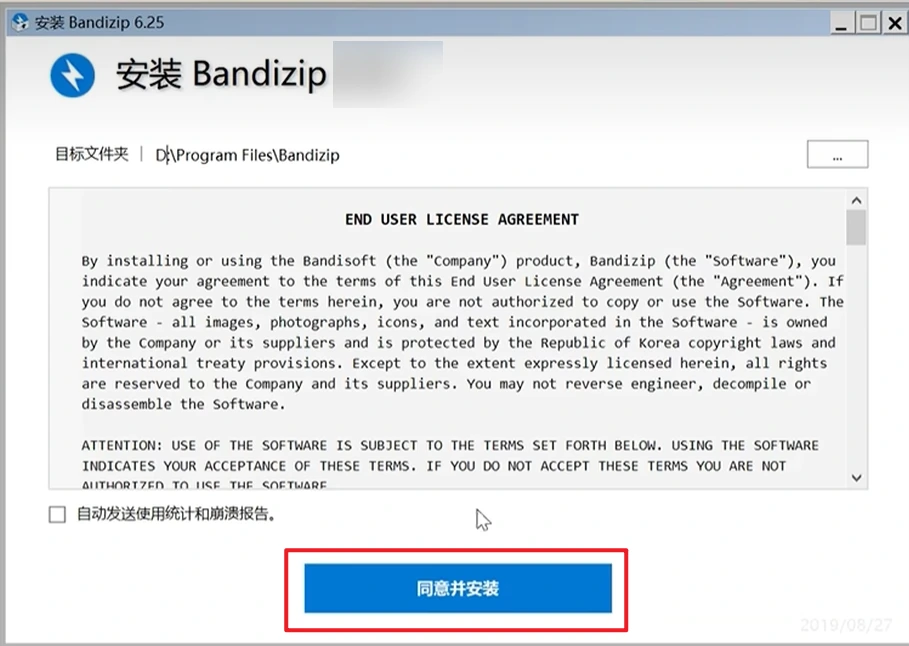 安装 Bandizip 6.25
安装 Bandizip
目标文件夹 | D:\Program Files\Bandizip
...
END USER LICENSE AGREEMENT
By installing or using the Bandisoft (the "Company") product, Bandizip (the "Software"), you
indicate your agreement to the terms of this End User License Agreement (the "Agreement"). If
you do not agree to the terms herein, you are not authorized to copy or use the Software. The
Software - all images, photographs, icons, and text incorporated in the Software - is owned
by the Company or its suppliers and is protected by the Republic of Korea copyright laws and
international treaty provisions. Except to the extent expressly licensed herein, all rights
are reserved to the Company and its suppliers. You may not reverse engineer, decompile or
disassemble the Software.
ATTENTION: USE OF THE SOFTWARE IS SUBJECT TO THE TERMS SET FORTH BELOW. USING THE SOFTWARE
INDICATES YOUR ACCEPTANCE OF THESE TERMS. IF YOU DO NOT ACCEPT THESE TERMS YOU ARE NOT
AUTHORIZED TO USE THE SOFTWARE
自动发送使用统计和崩溃报告。
同意并安装
2019/08/27